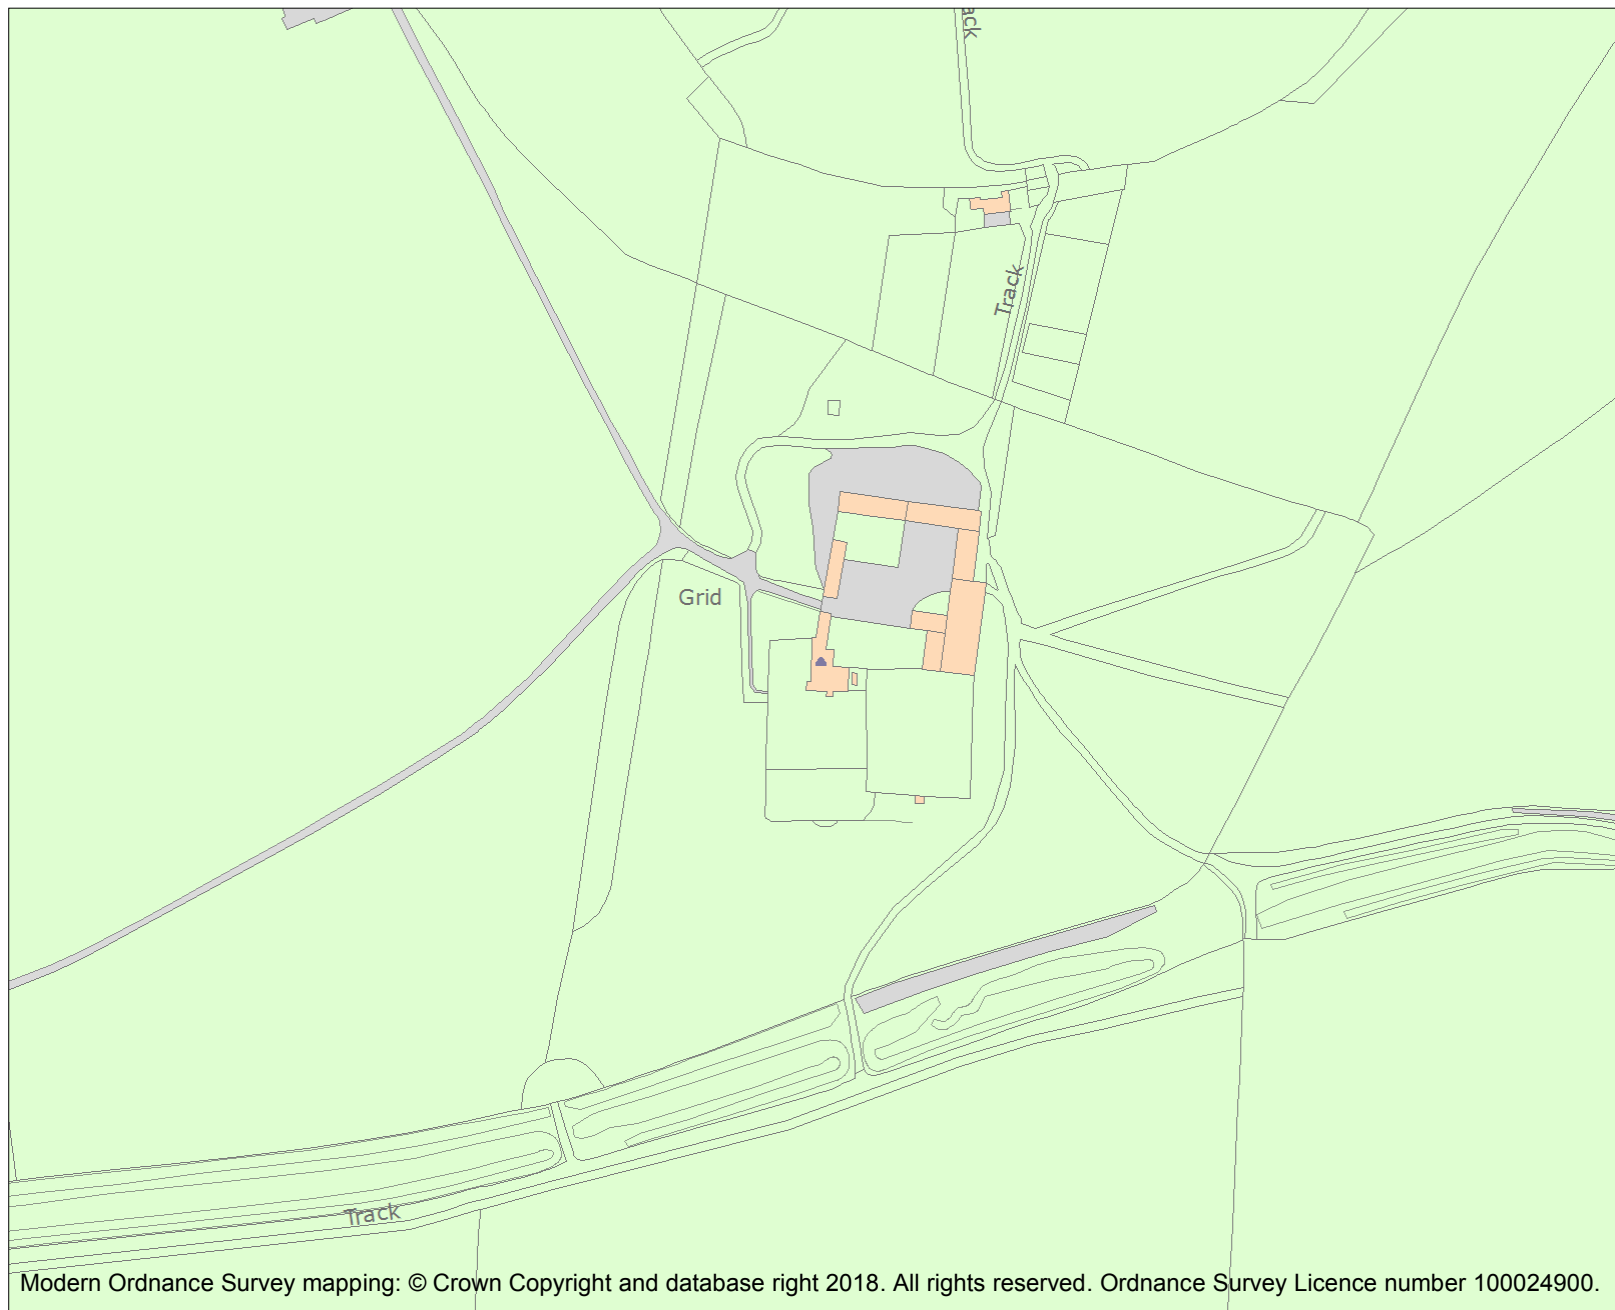 Track
Grid
Track
Modern Ordnance Survey mapping: © Crown Copyright and database right 2018. All rights reserved. Ordnance Survey Licence number 100024900.